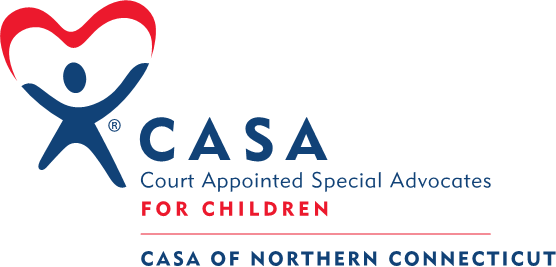 ® CASA
Court Appointed Special Advocates
FOR CHILDREN
CASA OF NORTHERN CONNECTICUT